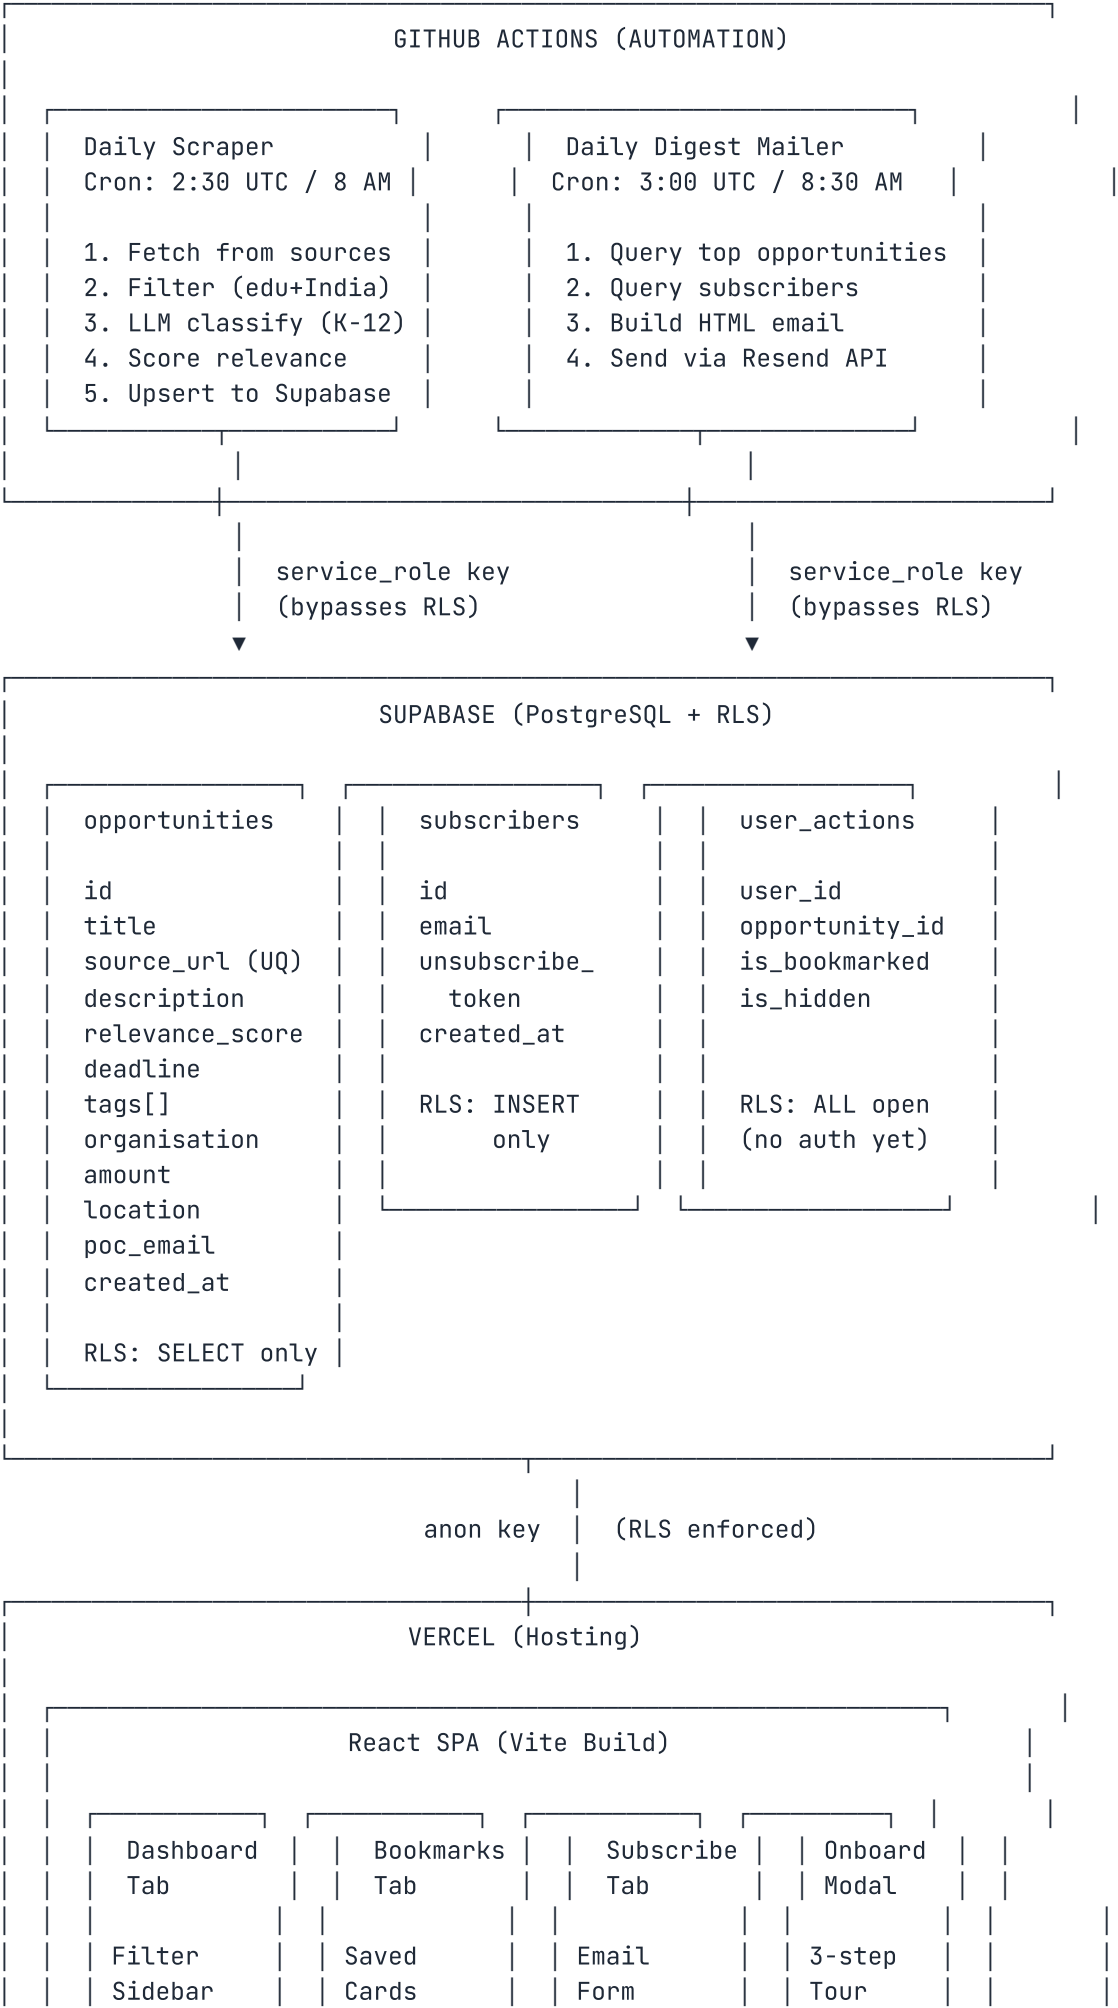 GITHUB ACTIONS (AUTOMATION)
Daily Scraper Daily Digest Mailer
Cron: 2:30 UTC / 8 AM Cron: 3:00 UTC / 8:30 AM
1. Fetch from sources 1. Query top opportunities
2. Filter (edu+India) 2. Query subscribers
3. LLM classify (K-12) 3. Build HTML email
4. Score relevance 4. Send via Resend API
5. Upsert to Supabase
service_role key service_role key
(bypasses RLS) (bypasses RLS)
SUPABASE (PostgreSQL + RLS)
opportunities subscribers user_actions
id id user_id
title email opportunity_id
source_url (UQ) unsubscribe_ is_bookmarked
description token is_hidden
relevance_score created_at
deadline
tags[] RLS: INSERT RLS: ALL open
organisation only (no auth yet)
amount
location
poc_email
created_at
RLS: SELECT only
anon key (RLS enforced)
VERCEL (Hosting)
React SPA (Vite Build)
Dashboard Bookmarks Subscribe Onboard
Tab Tab Tab Modal
Filter Saved Email 3-step
Sidebar Cards Form Tour